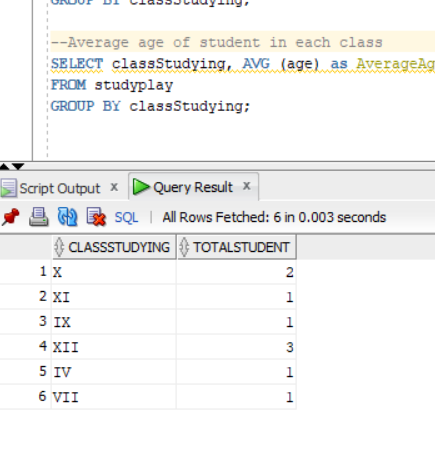 GROUP BY classStudying;
--Average age of student in each class
SELECT classStudying, AVG (age) as AverageAg
FROM studyplay
GROUP BY classStudying;
Script Output x Query Result x
SQL | All Rows Fetched: 6 in 0.003 seconds
CLASSSTUDYING TOTALSTUDENT
1 X 2
2 XI 1
3 IX 1
4 XII 3
5 IV 1
6 VII 1